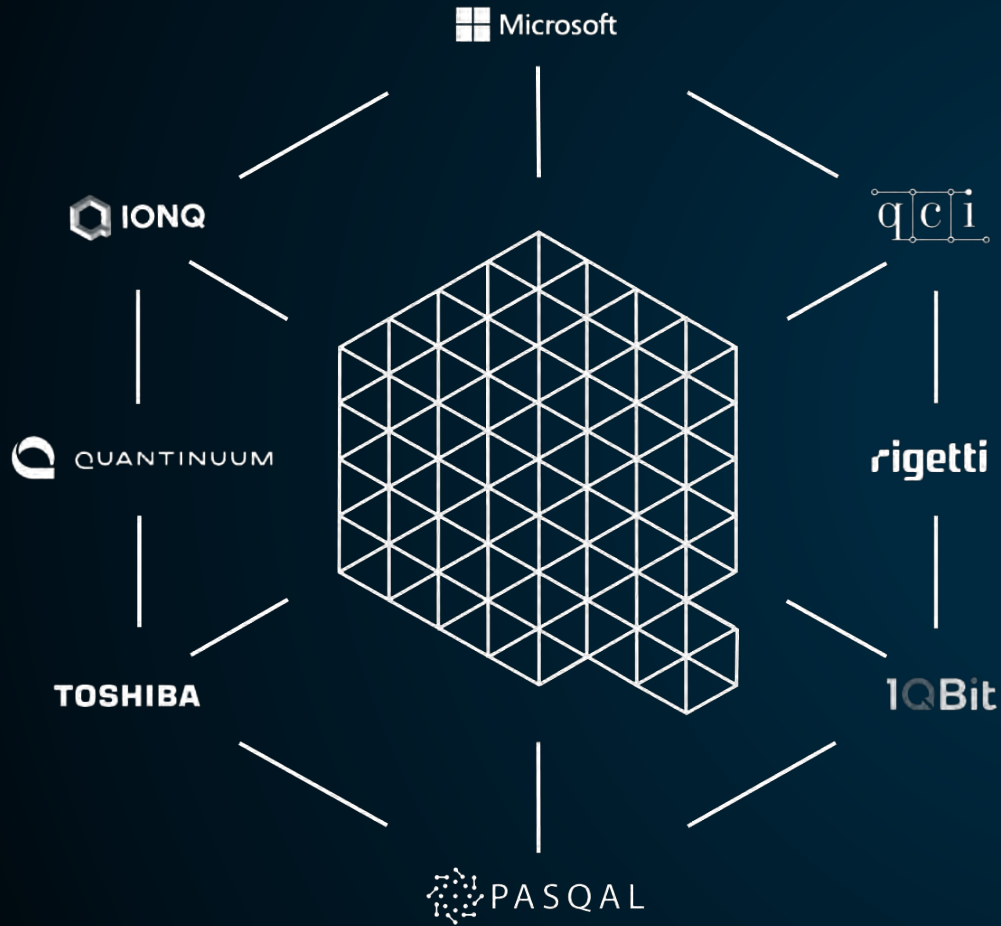 Microsoft
IONQ
qci
QUANTINUUM
rigetti
TOSHIBA
1QBit
PASQAL